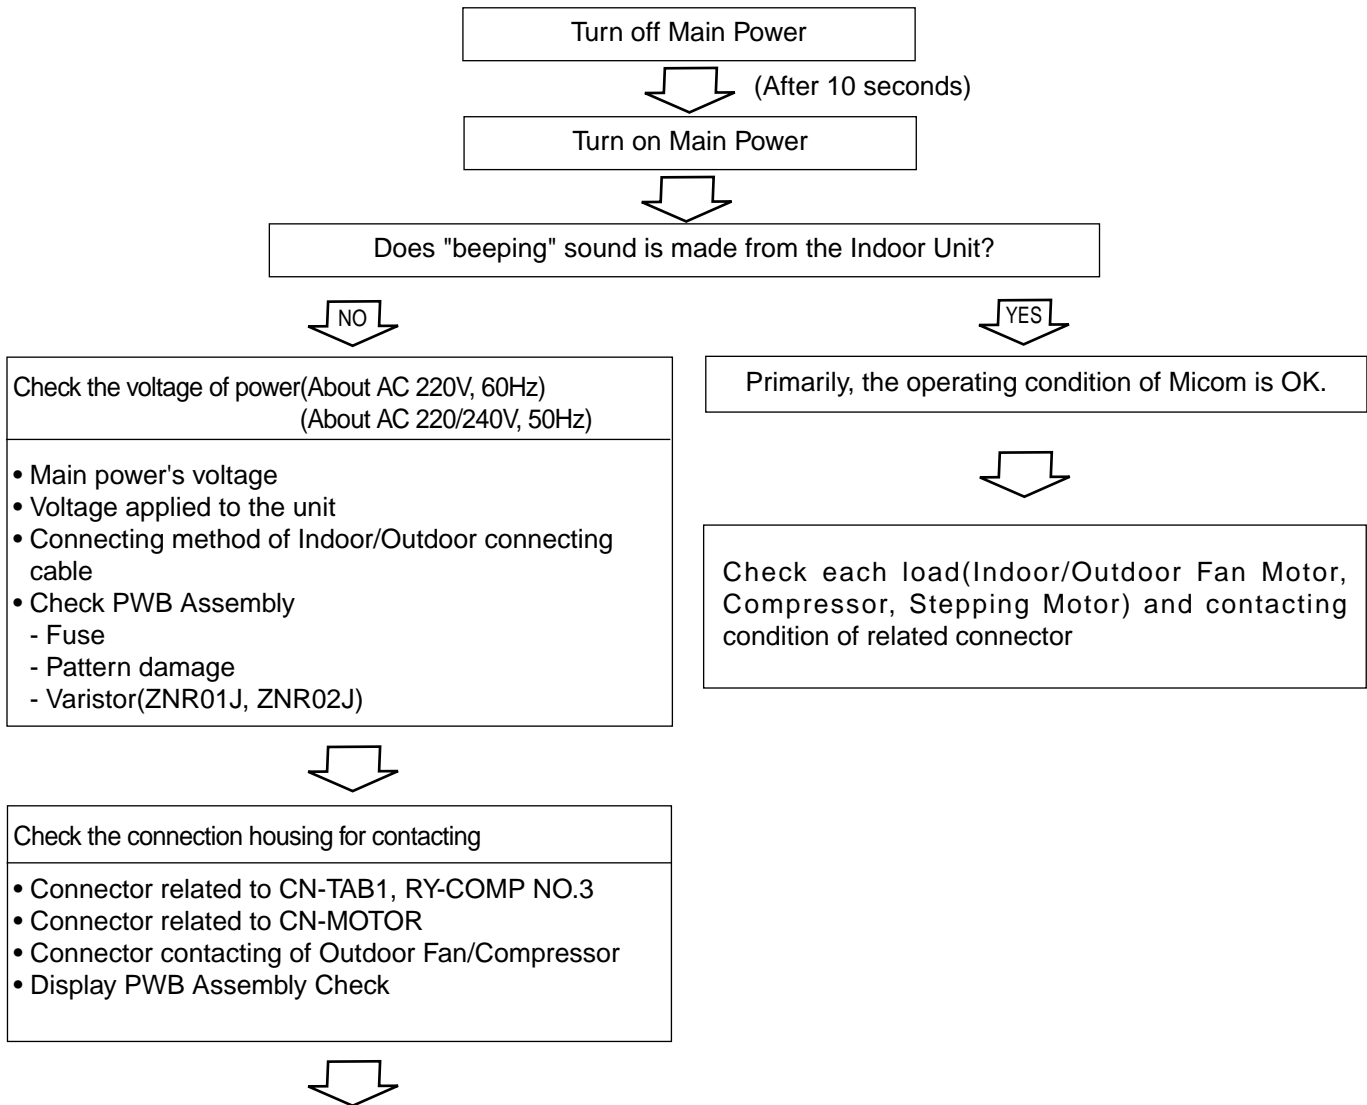 Turn off Main Power
(After 10 seconds)
Turn on Main Power
Does "beeping" sound is made from the Indoor Unit?
NO
Check the voltage of power(About AC 220V, 60Hz)
(About AC 220/240V, 50Hz)
• Main power's voltage
• Voltage applied to the unit
• Connecting method of Indoor/Outdoor connecting
cable
• Check PWB Assembly
- Fuse
- Pattern damage
- Varistor(ZNR01J, ZNR02J)
Check the connection housing for contacting
• Connector related to CN-TAB1, RY-COMP NO.3
• Connector related to CN-MOTOR
• Connector contacting of Outdoor Fan/Compressor
• Display PWB Assembly Check
YES
Primarily, the operating condition of Micom is OK.
Check each load(Indoor/Outdoor Fan Motor,
Compressor, Stepping Motor) and contacting
condition of related connector